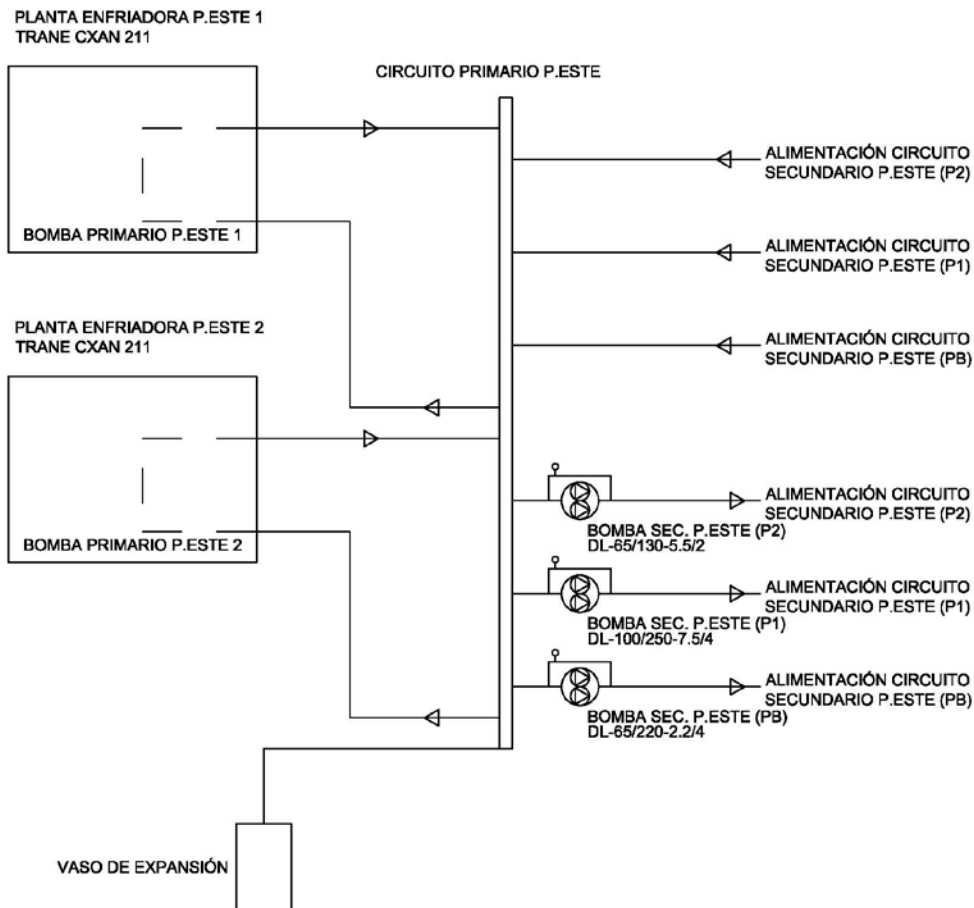 PLANTA ENFRIADORA P.ESTE 1
TRANE CXAN 211
CIRCUITO PRIMARIO P.ESTE
BOMBA PRIMARIO P.ESTE 1
ALIMENTACIÓN CIRCUITO
SECUNDARIO P.ESTE (P2)
ALIMENTACIÓN CIRCUITO
SECUNDARIO P.ESTE (P1)
PLANTA ENFRIADORA P.ESTE 2
TRANE CXAN 211
ALIMENTACIÓN CIRCUITO
SECUNDARIO P.ESTE (PB)
BOMBA PRIMARIO P.ESTE 2
ALIMENTACIÓN CIRCUITO
SECUNDARIO P.ESTE (P2)
BOMBA SEC. P.ESTE (P2)
DL-65/130-5.5/2
ALIMENTACIÓN CIRCUITO
SECUNDARIO P.ESTE (P1)
BOMBA SEC. P.ESTE (P1)
DL-100/250-7.5/4
ALIMENTACIÓN CIRCUITO
SECUNDARIO P.ESTE (PB)
BOMBA SEC. P.ESTE (PB)
DL-65/220-2.2/4
VASO DE EXPANSIÓN